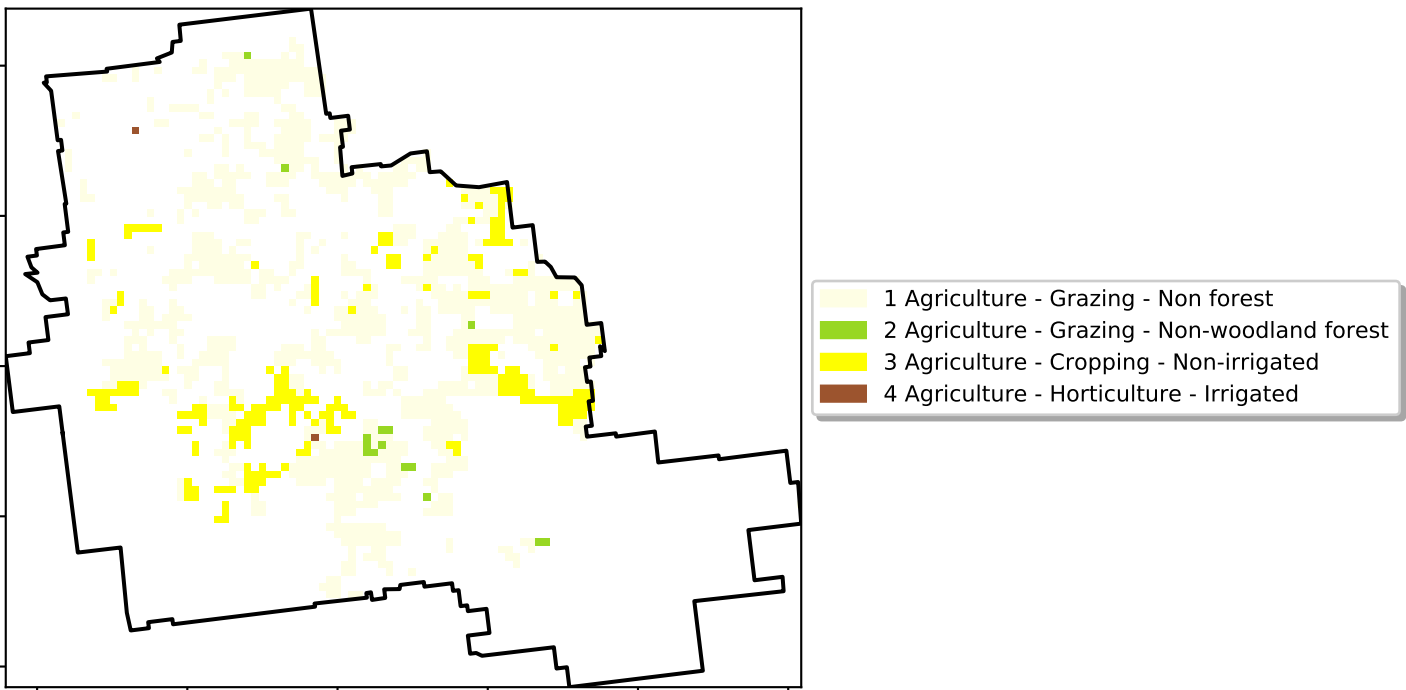 1 Agriculture - Grazing - Non forest
2 Agriculture - Grazing - Non-woodland forest
3 Agriculture - Cropping - Non-irrigated
4 Agriculture - Horticulture - Irrigated